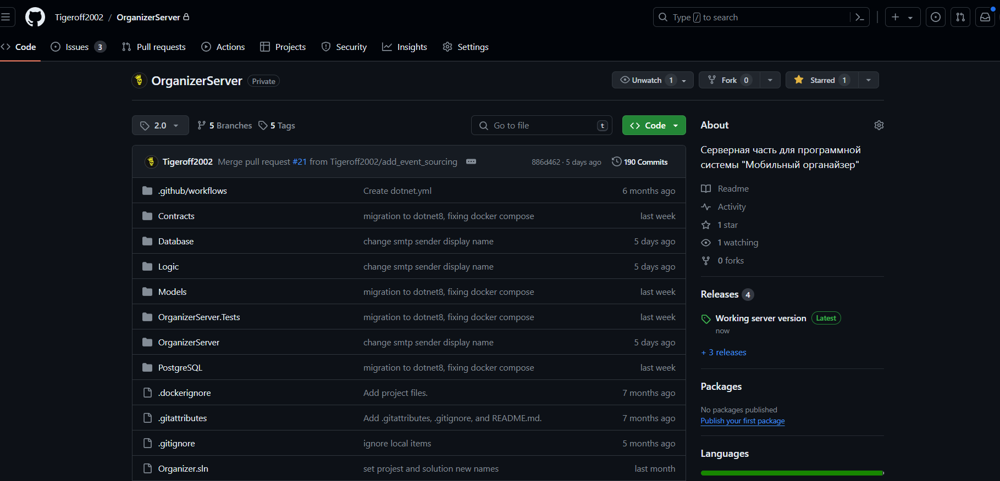 Tigeroff2002 / OrganizerServer
Type / to search
Code Issues 3 Pull requests Actions Projects Security Insights Settings
OrganizerServer Private
Unwatch 1 Fork 0 Starred 1
2.0 5 Branches 5 Tags Go to file t Code
Tigeroff2002 Merge pull request #21 from Tigeroff2002/add_event_sourcing 886d462 · 5 days ago 190 Commits
.github/workflows Create dotnet.yml 6 months ago
Contracts migration to dotnet8, fixing docker compose last week
Database change smtp sender display name 5 days ago
Logic change smtp sender display name 5 days ago
Models migration to dotnet8, fixing docker compose last week
OrganizerServer.Tests migration to dotnet8, fixing docker compose last week
OrganizerServer change smtp sender display name 5 days ago
PostgreSQL migration to dotnet8, fixing docker compose last week
.dockerignore Add project files. 7 months ago
.gitattributes Add .gitattributes, .gitignore, and README.md. 7 months ago
.gitignore ignore local items 5 months ago
Organizer.sln set projest and solution new names last month
About
Серверная часть для программной
системы "Мобильный органайзер"
Readme
Activity
1 star
1 watching
0 forks
Releases 4
Working server version Latest
now
+ 3 releases
Packages
No packages published
Publish your first package
Languages